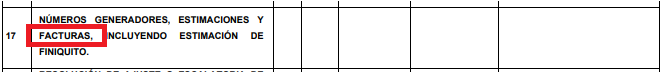 NÚMEROS GENERADORES, ESTIMACIONES Y
17 FACTURAS, INCLUYENDO ESTIMACIÓN DE
FINIQUITO.